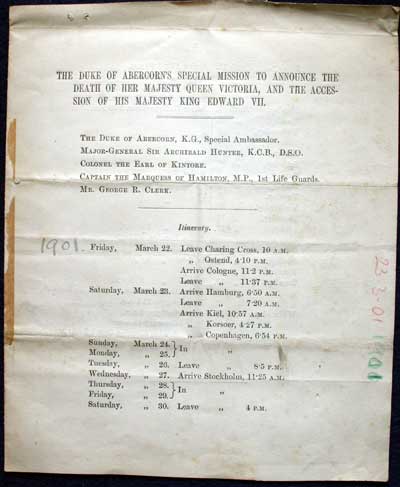 THE DUKE OF ABERCORN'S SPECIAL MISSION TO ANNOUNCE THE
DEATH OF HER MAJESTY QUEEN VICTORIA, AND THE ACCES-
SION OF HIS MAJESTY KING EDWARD VII.
THE DUKE OF ABERCORN, K.G., Special Ambassador.
MAJOR-GENERAL SIR ARCHIBALD HUNTER, K.C.B., D.S.O.
COLONEL THE EARL OF KINTORE.
CAPTAIN THE MARQUESS OF HAMILTON, M.P., 1st Life Guards.
MR. GEORGE R. CLERK.
Itinerary.
1901.
Friday, March 22. Leave Charing Cross, 10 A.M.
„ Ostend, 4·10 P.M.
Arrive Cologne, 11·2 P.M.
Leave „ 11·37 P.M.
Saturday, March 23. Arrive Hamburg, 6·50 A.M.
Leave „ 7·20 A.M.
Arrive Kiel, 10·57 A.M.
„ Korsoer, 4·27 P.M.
„ Copenhagen, 6·54 P.M.
Sunday, March 24. } In „
Monday, „ 25.
Tuesday, „ 26. Leave „ 8·5 P.M.
Wednesday, „ 27. Arrive Stockholm, 11·25 A.M.
Thursday, „ 28. } In „
Friday, „ 29.
Saturday, „ 30. Leave „ 4 P.M.